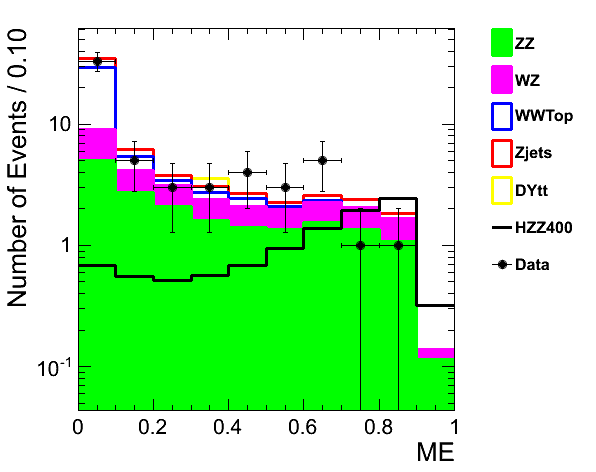 Number of Events / 0.10
10
1
10-1
0 0.2 0.4 0.6 0.8 1
ME
ZZ
WZ
WWTop
Zjets
DYtt
HZZ400
Data